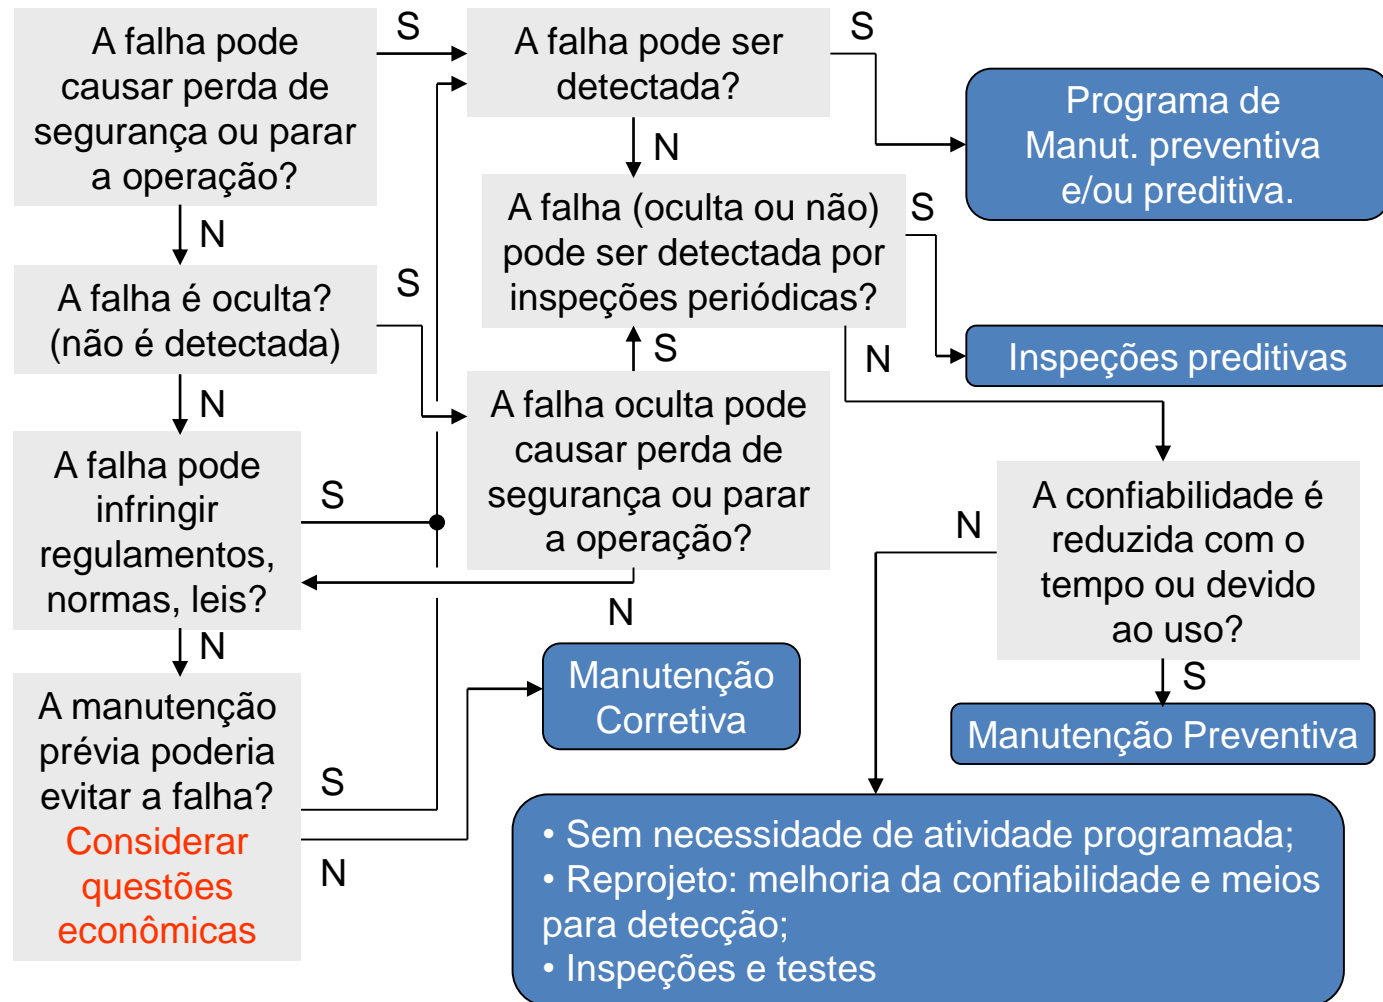 A falha pode
causar perda de
segurança ou parar
a operação?
S
A falha pode ser
detectada?
S
Programa de
Manut. preventiva
e/ou preditiva.
N
N
A falha (oculta ou não)
pode ser detectada por
inspeções periódicas?
S
A falha é oculta?
(não é detectada)
S
Inspeções preditivas
N
S
N
A falha oculta pode
causar perda de
segurança ou parar
a operação?
A falha pode
infringir
regulamentos,
normas, leis?
S
N
A confiabilidade é
reduzida com o
tempo ou devido
ao uso?
N
N
S
Manutenção
Corretiva
Manutenção Preventiva
A manutenção
prévia poderia
evitar a falha?
Considerar
questões
econômicas
S
N
• Sem necessidade de atividade programada;
• Reprojeto: melhoria da confiabilidade e meios
para detecção;
• Inspeções e testes